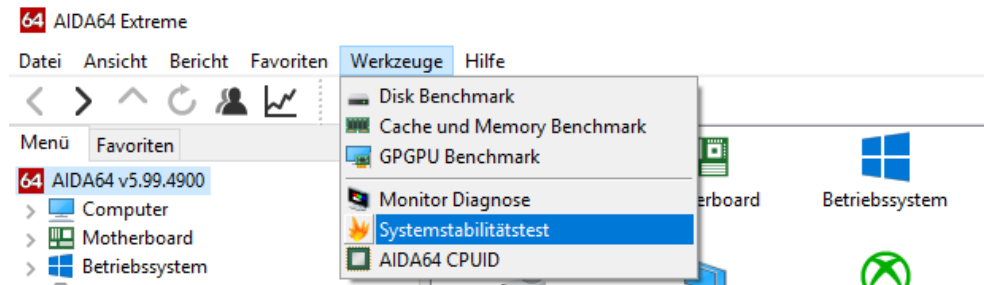 64 AIDA64 Extreme
Datei Ansicht Bericht Favoriten Werkzeuge Hilfe
Disk Benchmark
Cache und Memory Benchmark
GPGPU Benchmark
Monitor Diagnose
Systemstabilitätstest
AIDA64 CPUID
Menü Favoriten
64 AIDA64 v5.99.4900
Computer
Motherboard
Betriebssystem
erboard Betriebssystem